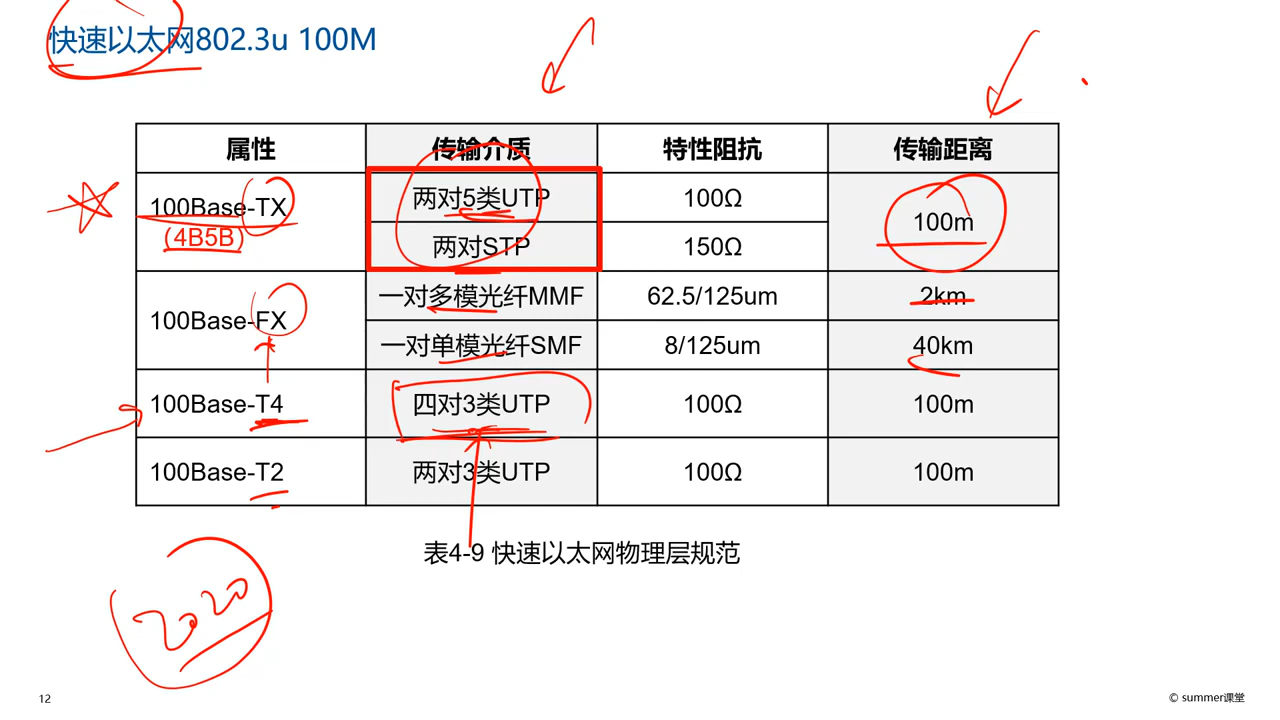 快速以太网802.3u 100M
属性 传输介质 特性阻抗 传输距离
100Base-TX (4B5B) 两对5类UTP 100Ω 100m
两对STP 150Ω
100Base-FX 一对多模光纤MMF 62.5/125um 2km
一对单模光纤SMF 8/125um 40km
100Base-T4 四对3类UTP 100Ω 100m
100Base-T2 两对3类UTP 100Ω 100m
表4-9 快速以太网物理层规范
2020
12
© summer课堂